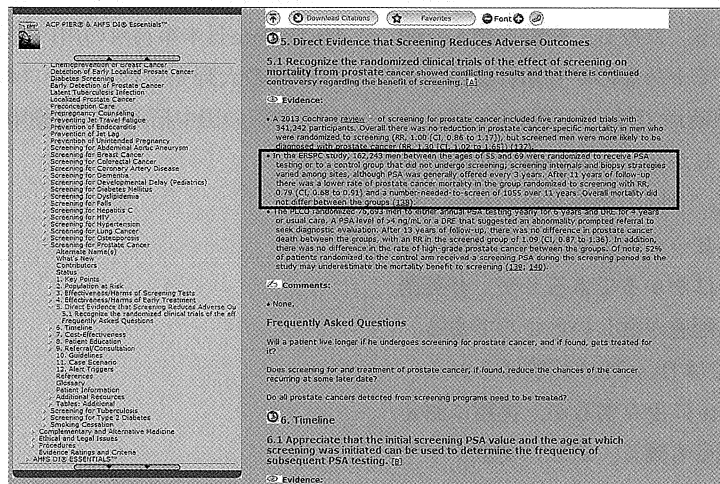 ACP PIER® & AHFS DI® Essentials™
Download Citations
Favorites
Font
Chemoprevention of Breast Cancer
Detection of Early Localized Prostate Cancer
Diabetes Screening
Early Detection of Prostate Cancer
Latent Tuberculosis Infection
Localized Prostate Cancer
Preconception Care
Prepregnancy Counseling
Preventing Jet Travel Fatigue
Prevention of Endocarditis
Prevention of Jet Lag
Prevention of Unintended Pregnancy
Screening for Abdominal Aortic Aneurysm
Screening for Breast Cancer
Screening for Colorectal Cancer
Screening for Coronary Artery Disease
Screening for Dementia
Screening for Developmental Delay (Pediatrics)
Screening for Diabetes Mellitus
Screening for Dyslipidemia
Screening for Falls
Screening for Hepatitis C
Screening for HIV
Screening for Hypertension
Screening for Lung Cancer
Screening for Osteoporosis
Screening for Prostate Cancer
Alternate Name(s)
What's New
Contributors
Status
1. Key Points
2. Population at Risk
3. Effectiveness/Harms of Screening Tests
4. Effectiveness/Harms of Early Treatment
5. Direct Evidence that Screening Reduces Adverse Ou
5.1 Recognize the randomized clinical trials of the eff
Frequently Asked Questions
6. Timeline
7. Cost-Effectiveness
8. Patient Education
9. Referral/Consultation
10. Guidelines
11. Case Scenario
12. Alert Triggers
References
Glossary
Patient Information
Additional Resources
Tables: Additional
Screening for Tuberculosis
Screening for Type 2 Diabetes
Smoking Cessation
Complementary and Alternative Medicine
Ethical and Legal Issues
Procedures
Evidence Ratings and Criteria
AHFS DI® ESSENTIALS™
5. Direct Evidence that Screening Reduces Adverse Outcomes
5.1 Recognize the randomized clinical trials of the effect of screening on
mortality from prostate cancer showed conflicting results and that there is continued
controversy regarding the benefit of screening. [A]
Evidence:
• A 2013 Cochrane review of screening for prostate cancer included five randomized trials with
341,342 participants. Overall there was no reduction in prostate cancer-specific mortality in men who
were randomized to screening (RR, 1.00 [CI, 0.86 to 1.17]), but screened men were more likely to be
diagnosed with prostate cancer (RR, 1.30 [CI, 1.02 to 1.65]) (137).
• In the ERSPC study, 162,243 men between the ages of 55 and 69 were randomized to receive PSA
testing or to a control group that did not undergo screening; screening intervals and biopsy strategies
varied among sites, although PSA was generally offered every 3 years. After 11 years of follow-up
there was a lower rate of prostate cancer mortality in the group randomized to screening with RR,
0.79 (CI, 0.68 to 0.91) and a number-needed-to-screen of 1055 over 11 years. Overall mortality did
not differ between the groups (138).
• The PLCO randomized 76,693 men to either annual PSA testing yearly for 6 years and DRE for 4 years
or usual care. A PSA level of >4 ng/mL or a DRE that suggested an abnormality prompted referral to
seek diagnostic evaluation. After 13 years of follow-up, there was no difference in prostate cancer
death between the groups, with an RR in the screened group of 1.09 (CI, 0.87 to 1.36). In addition,
there was no difference in the rate of high-grade prostate cancer between the groups. Of note, 52%
of patients randomized to the control arm received a screening PSA during the screening period so the
study may underestimate the mortality benefit to screening (139; 140).
Comments:
• None.
Frequently Asked Questions
Will a patient live longer if he undergoes screening for prostate cancer, and if found, gets treated for
it?
Does screening for and treatment of prostate cancer, if found, reduce the chances of the cancer
recurring at some later date?
Do all prostate cancers detected from screening programs need to be treated?
6. Timeline
6.1 Appreciate that the initial screening PSA value and the age at which
screening was initiated can be used to determine the frequency of
subsequent PSA testing. [B]
Evidence: